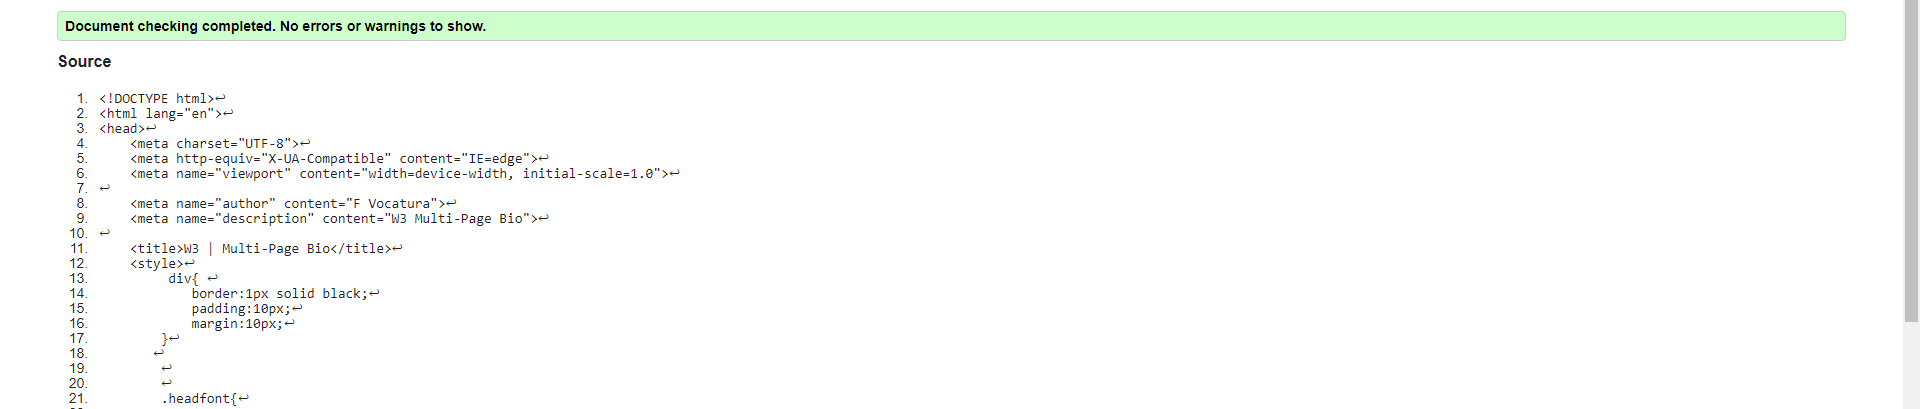 Document checking completed. No errors or warnings to show.
Source
1. <!DOCTYPE html>↩
2. <html lang="en">↩
3. <head>↩
4.     <meta charset="UTF-8">↩
5.     <meta http-equiv="X-UA-Compatible" content="IE=edge">↩
6.     <meta name="viewport" content="width=device-width, initial-scale=1.0">↩
7. ↩
8.     <meta name="author" content="F Vocatura">↩
9.     <meta name="description" content="W3 Multi-Page Bio">↩
10. ↩
11.     <title>W3 | Multi-Page Bio</title>↩
12.     <style>↩
13.          div{ ↩
14.             border:1px solid black;↩
15.             padding:10px;↩
16.             margin:10px;↩
17.         }↩
18.        ↩
19.         ↩
20.         ↩
21.         .headfont{↩